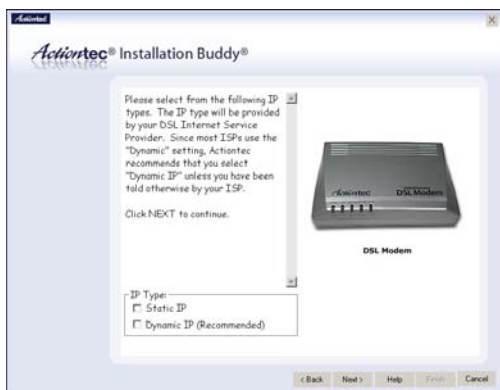 Actiontec
Actiontec® Installation Buddy®
Please select from the following IP
types. The IP type will be provided
by your DSL Internet Service
Provider. Since most ISPs use the
"Dynamic" setting, Actiontec
recommends that you select
"Dynamic IP" unless you have been
told otherwise by your ISP.
Click NEXT to continue.
Actiontec
DSL Modem
DSL Modem
IP Type:
Static IP
Dynamic IP (Recommended)
< Back Next > Help Finish Cancel